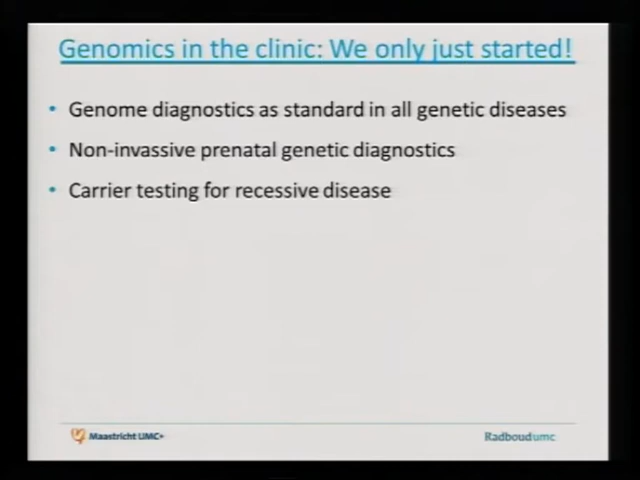 Genomics in the clinic: We only just started!
• Genome diagnostics as standard in all genetic diseases
• Non-invassive prenatal genetic diagnostics
• Carrier testing for recessive disease
Maastricht UMC+
Radboudumc